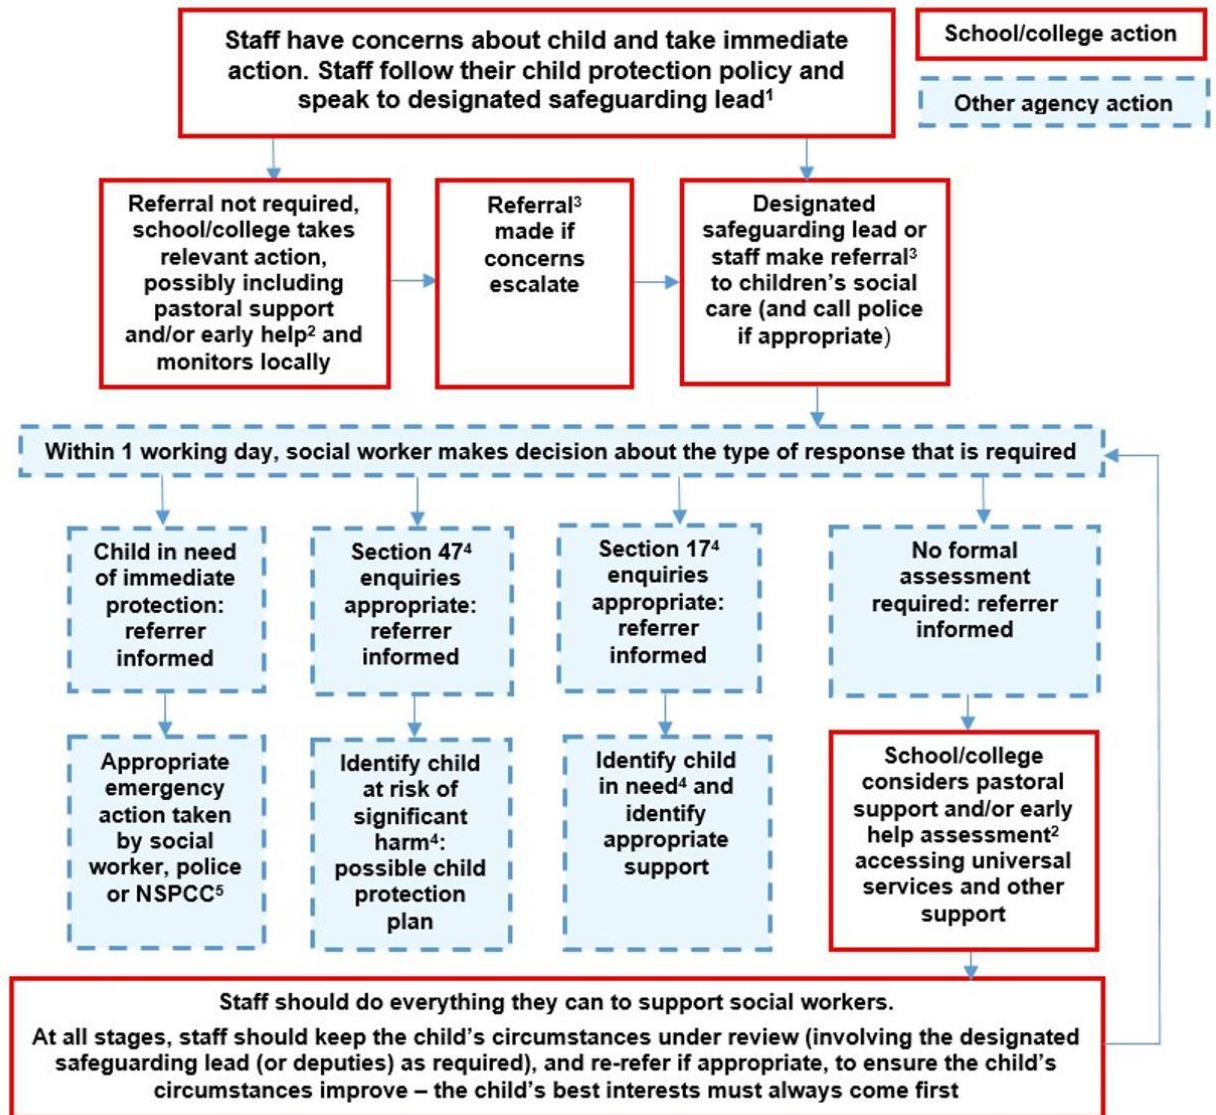 Staff have concerns about child and take immediate
action. Staff follow their child protection policy and
speak to designated safeguarding lead¹
School/college action
Other agency action
Referral not required,
school/college takes
relevant action,
possibly including
pastoral support
and/or early help² and
monitors locally
Referral³
made if
concerns
escalate
Designated
safeguarding lead or
staff make referral³
to children’s social
care (and call police
if appropriate)
Within 1 working day, social worker makes decision about the type of response that is required
Child in need
of immediate
protection:
referrer
informed
Section 47⁴
enquiries
appropriate:
referrer
informed
Section 17⁴
enquiries
appropriate:
referrer
informed
No formal
assessment
required: referrer
informed
Appropriate
emergency
action taken
by social
worker, police
or NSPCC⁵
Identify child
at risk of
significant
harm⁴:
possible child
protection
plan
Identify child
in need⁴ and
identify
appropriate
support
School/college
considers pastoral
support and/or early
help assessment²
accessing universal
services and other
support
Staff should do everything they can to support social workers.
At all stages, staff should keep the child’s circumstances under review (involving the designated
safeguarding lead (or deputies) as required), and re-refer if appropriate, to ensure the child’s
circumstances improve – the child’s best interests must always come first